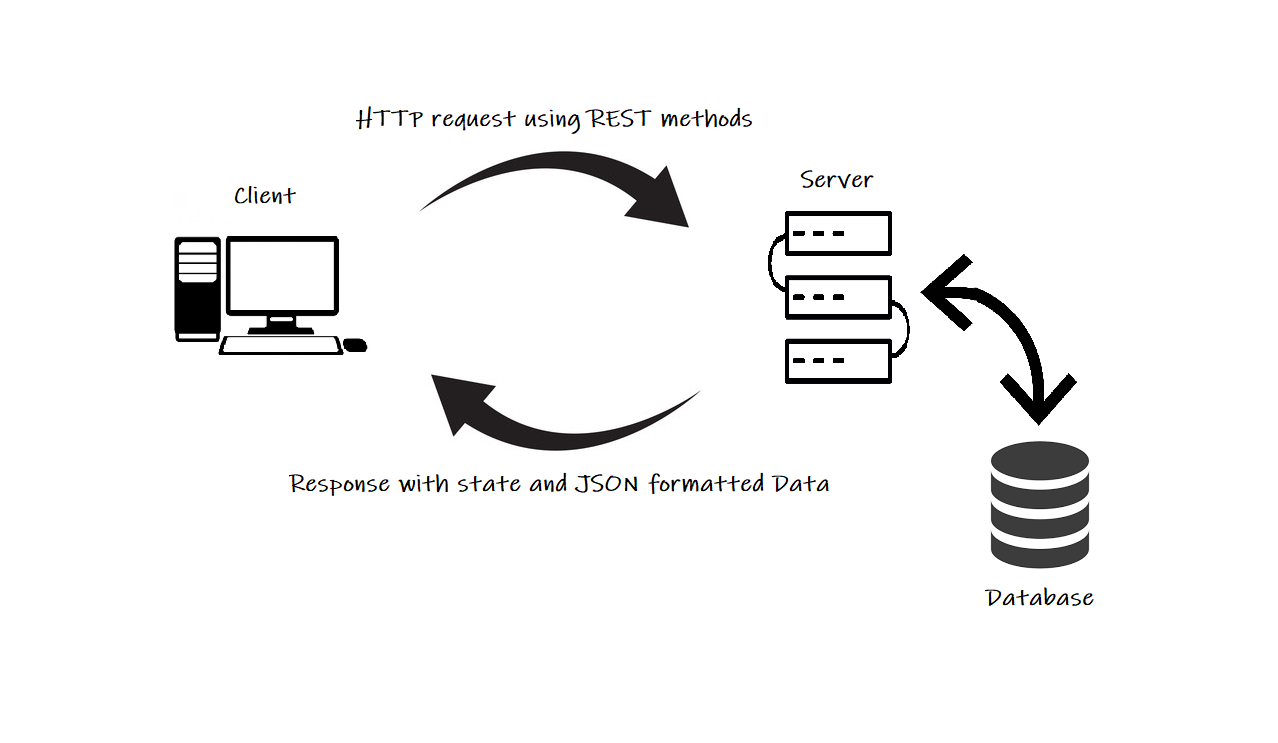 HTTP request using REST methods
Server
Client
Response with state and JSON formatted Data
Database